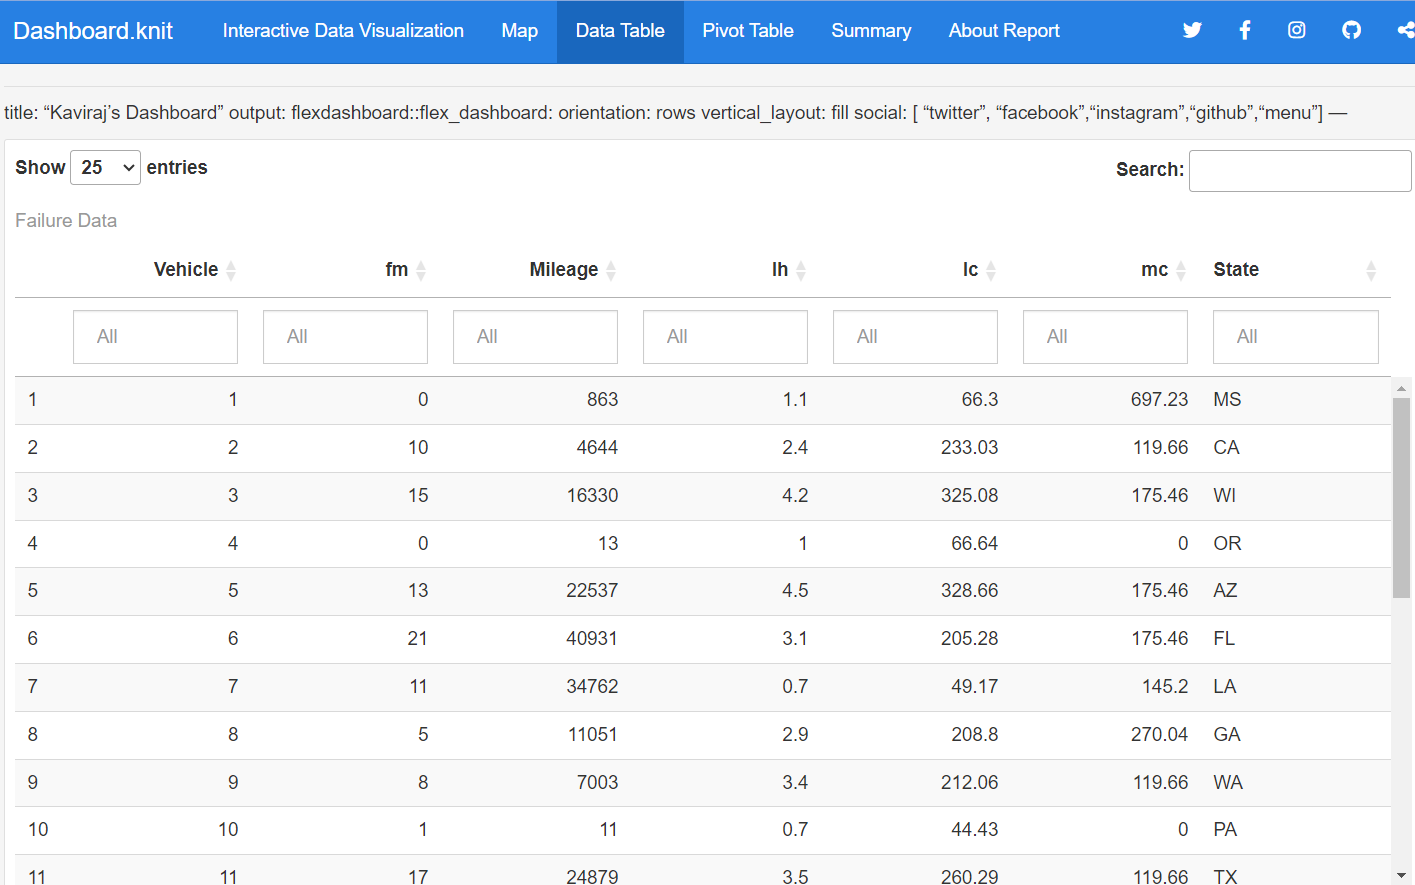 Dashboard.knit Interactive Data Visualization Map Data Table Pivot Table Summary About Report
title: “Kaviraj’s Dashboard” output: flexdashboard::flex_dashboard: orientation: rows vertical_layout: fill social: [ “twitter”, “facebook”,“instagram”,“github”,“menu”] —
Show 25 entries Search:
Failure Data
Vehicle fm Mileage lh lc mc State
All All All All All All All
1 1 0 863 1.1 66.3 697.23 MS
2 2 10 4644 2.4 233.03 119.66 CA
3 3 15 16330 4.2 325.08 175.46 WI
4 4 0 13 1 66.64 0 OR
5 5 13 22537 4.5 328.66 175.46 AZ
6 6 21 40931 3.1 205.28 175.46 FL
7 7 11 34762 0.7 49.17 145.2 LA
8 8 5 11051 2.9 208.8 270.04 GA
9 9 8 7003 3.4 212.06 119.66 WA
10 10 1 11 0.7 44.43 0 PA
11 11 17 24879 3.5 260.29 119.66 TX